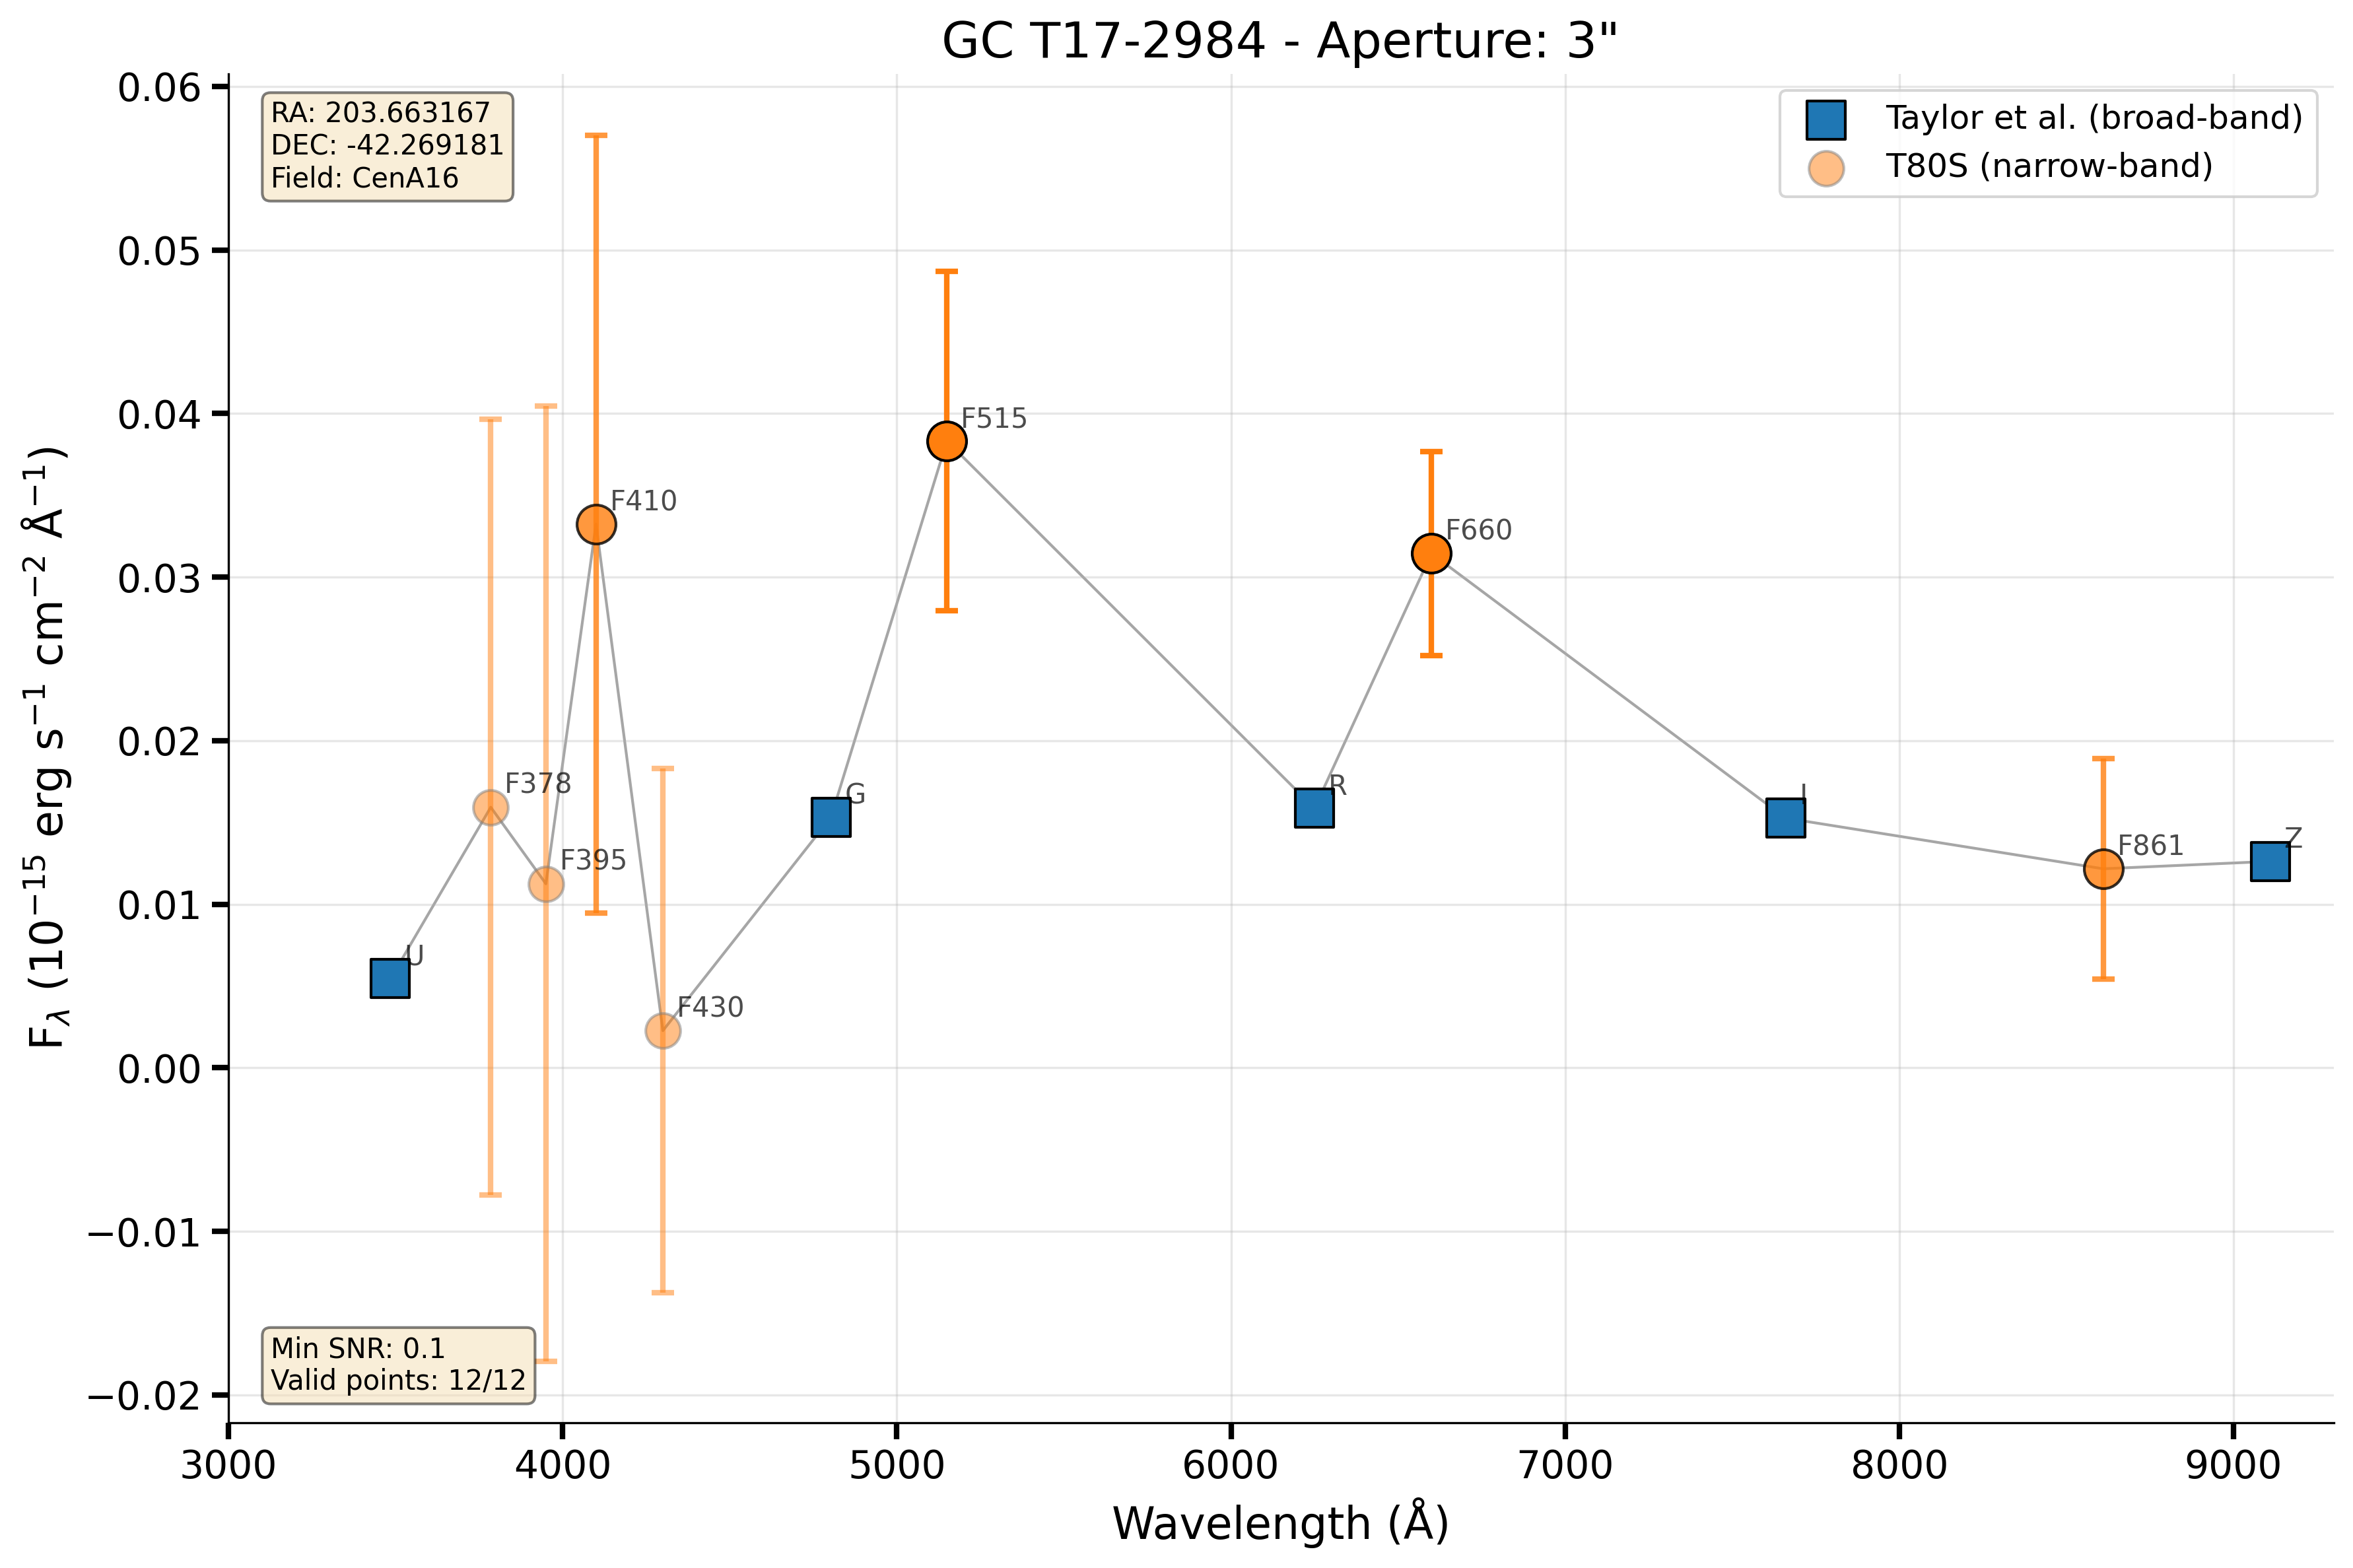 GC T17-2984 - Aperture: 3"
RA: 203.663167
DEC: -42.269181
Field: CenA16
Taylor et al. (broad-band)
T80S (narrow-band)
F_λ (10⁻¹⁵ erg s⁻¹ cm⁻² Å⁻¹)
0.06
0.05
0.04
0.03
0.02
0.01
0.00
−0.01
−0.02
U
F378
F395
F410
F430
G
F515
R
F660
I
F861
Z
Min SNR: 0.1
Valid points: 12/12
3000
4000
5000
6000
7000
8000
9000
Wavelength (Å)